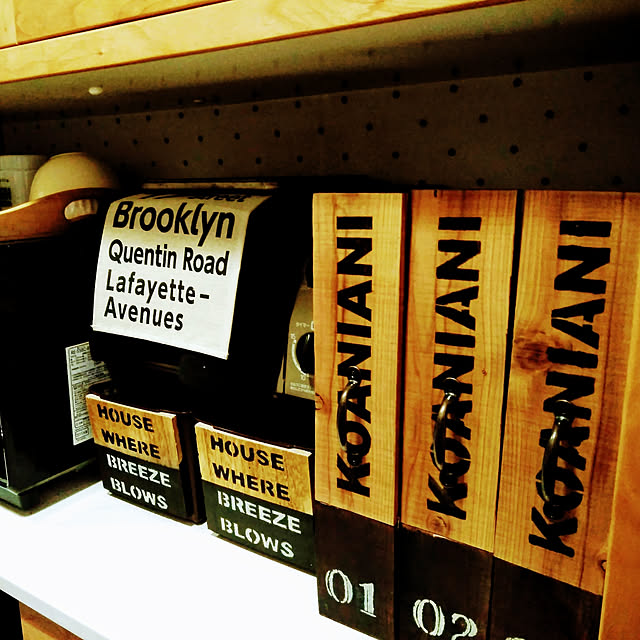 Brooklyn
Quentin Road
Lafayette-
Avenues
HOUSE
WHERE
BREEZE
BLOWS
HOUSE
WHERE
BREEZE
BLOWS
KOANIANI
01
KOANIANI
02
KOANIANI